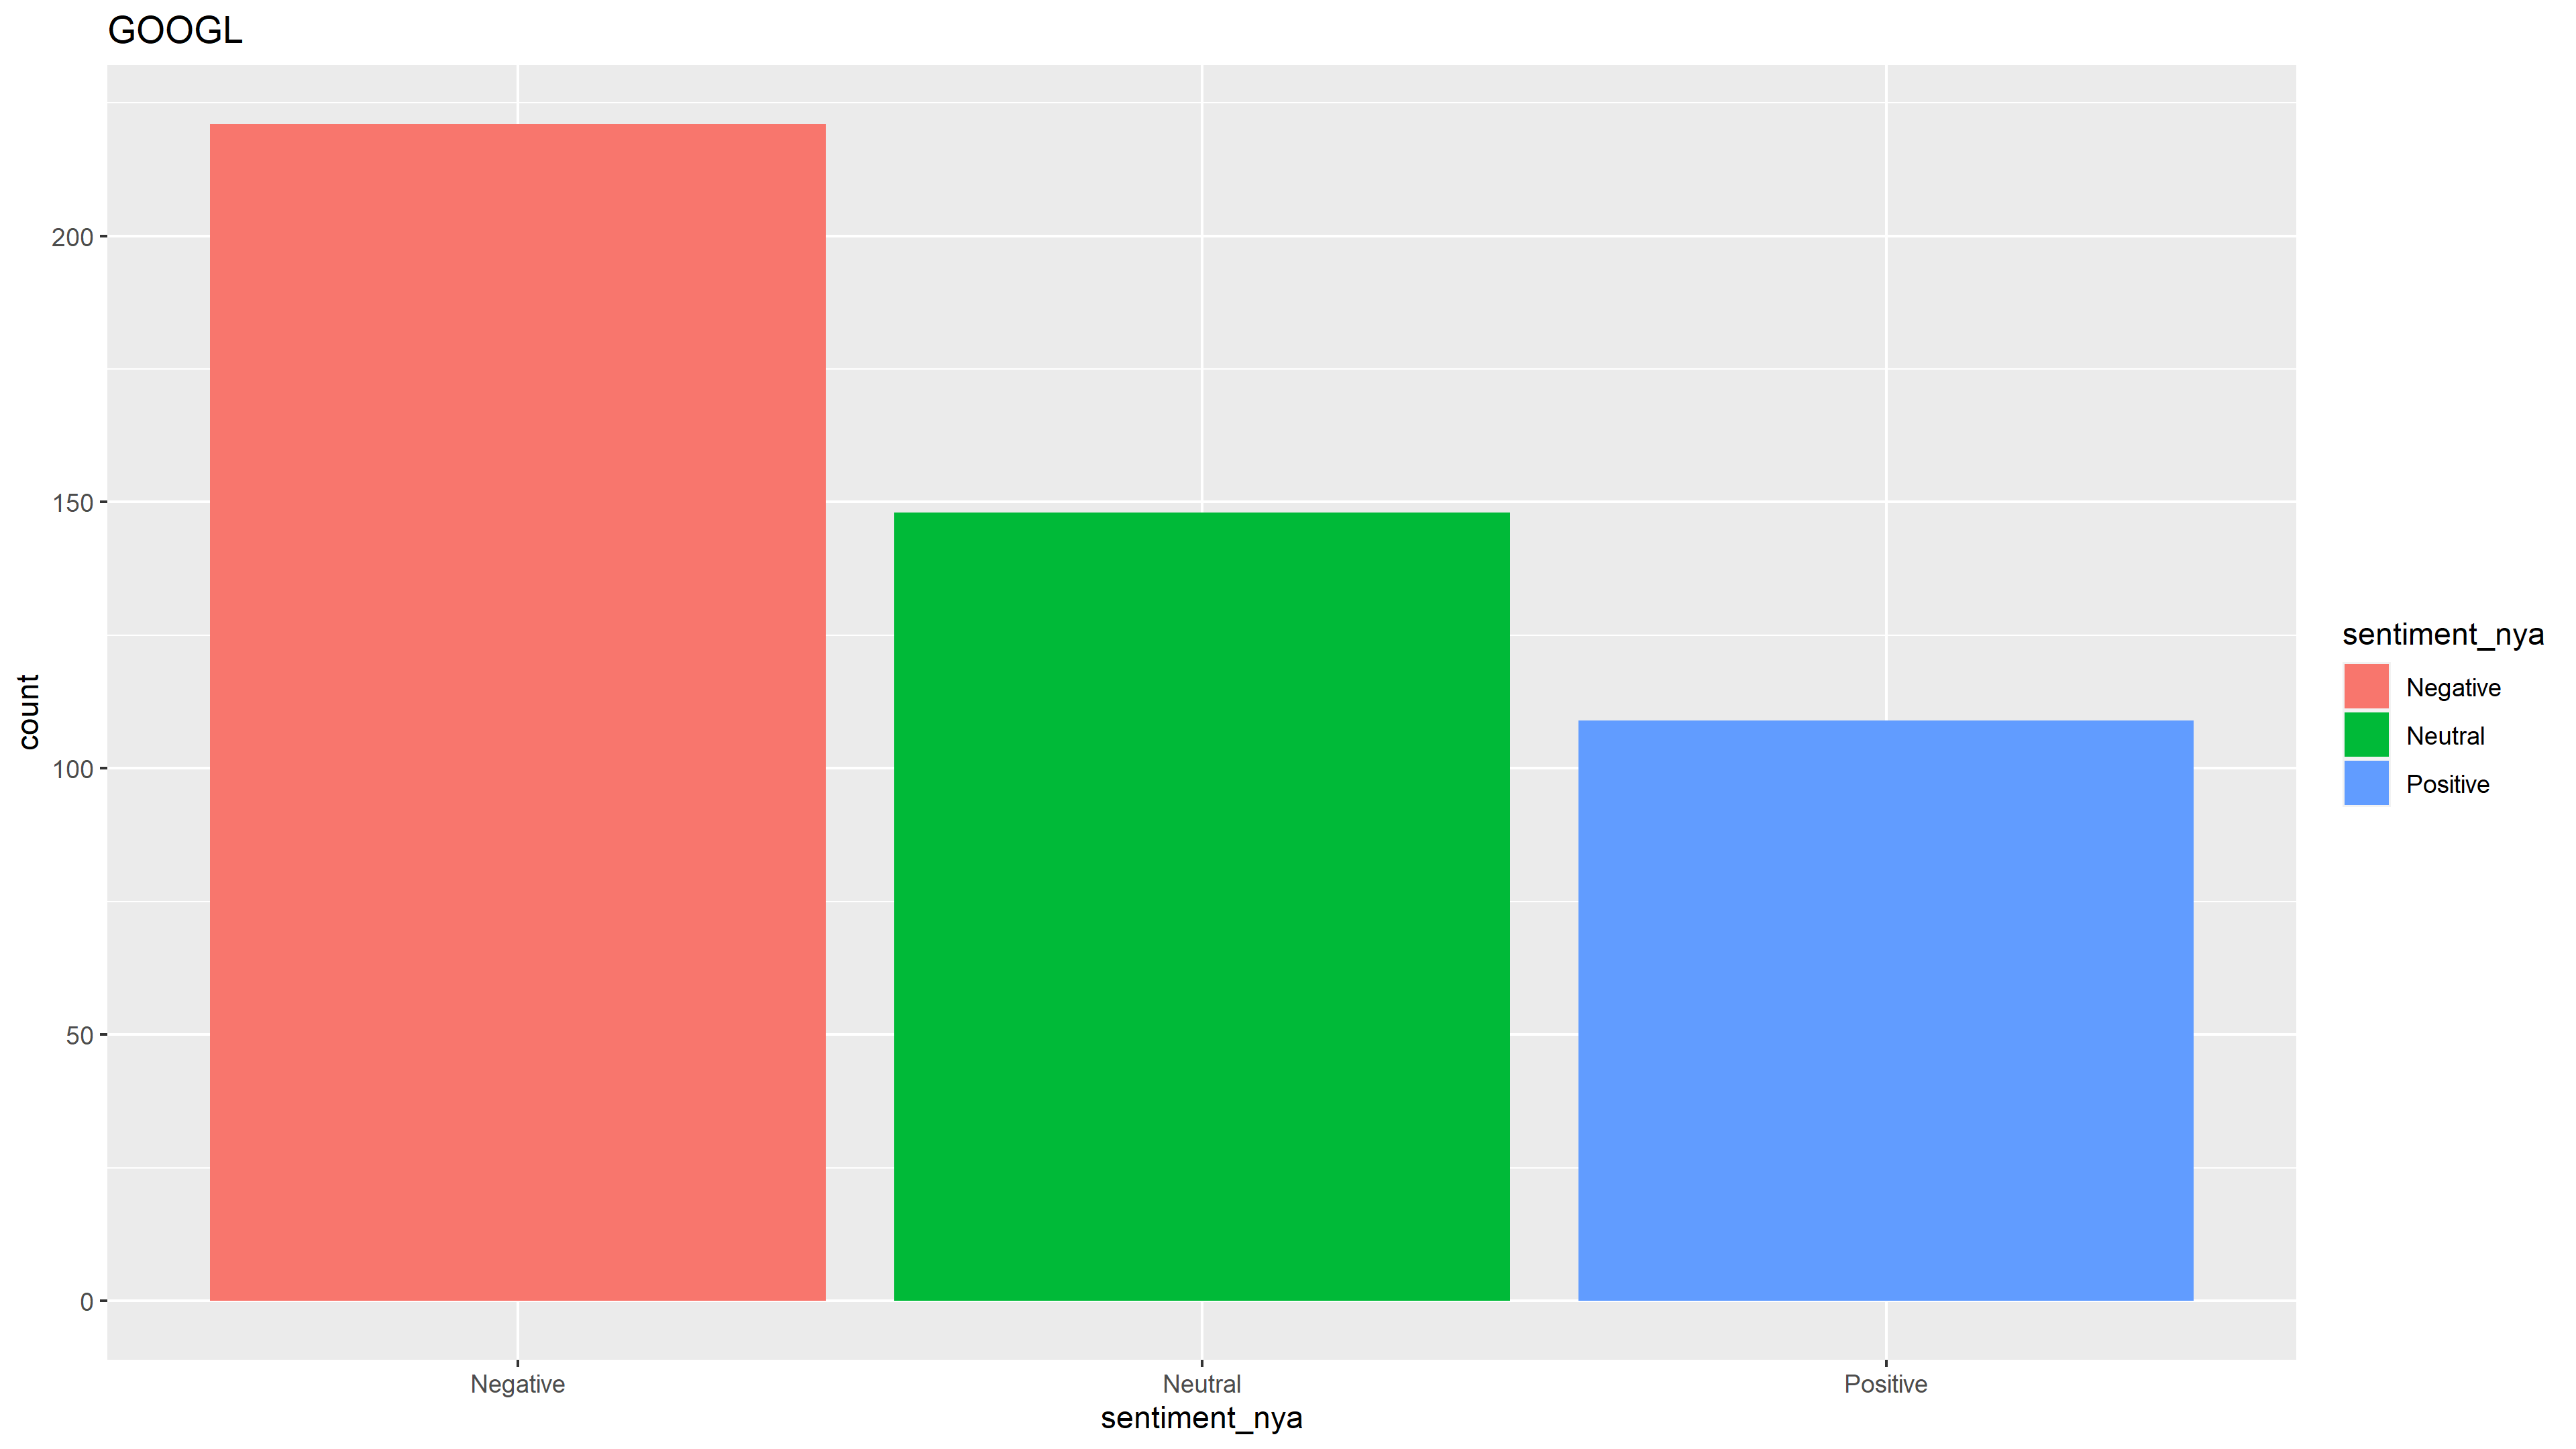 GOOGL
200
150
100
50
0
count
Negative
Neutral
Positive
sentiment_nya
sentiment_nya
Negative
Neutral
Positive